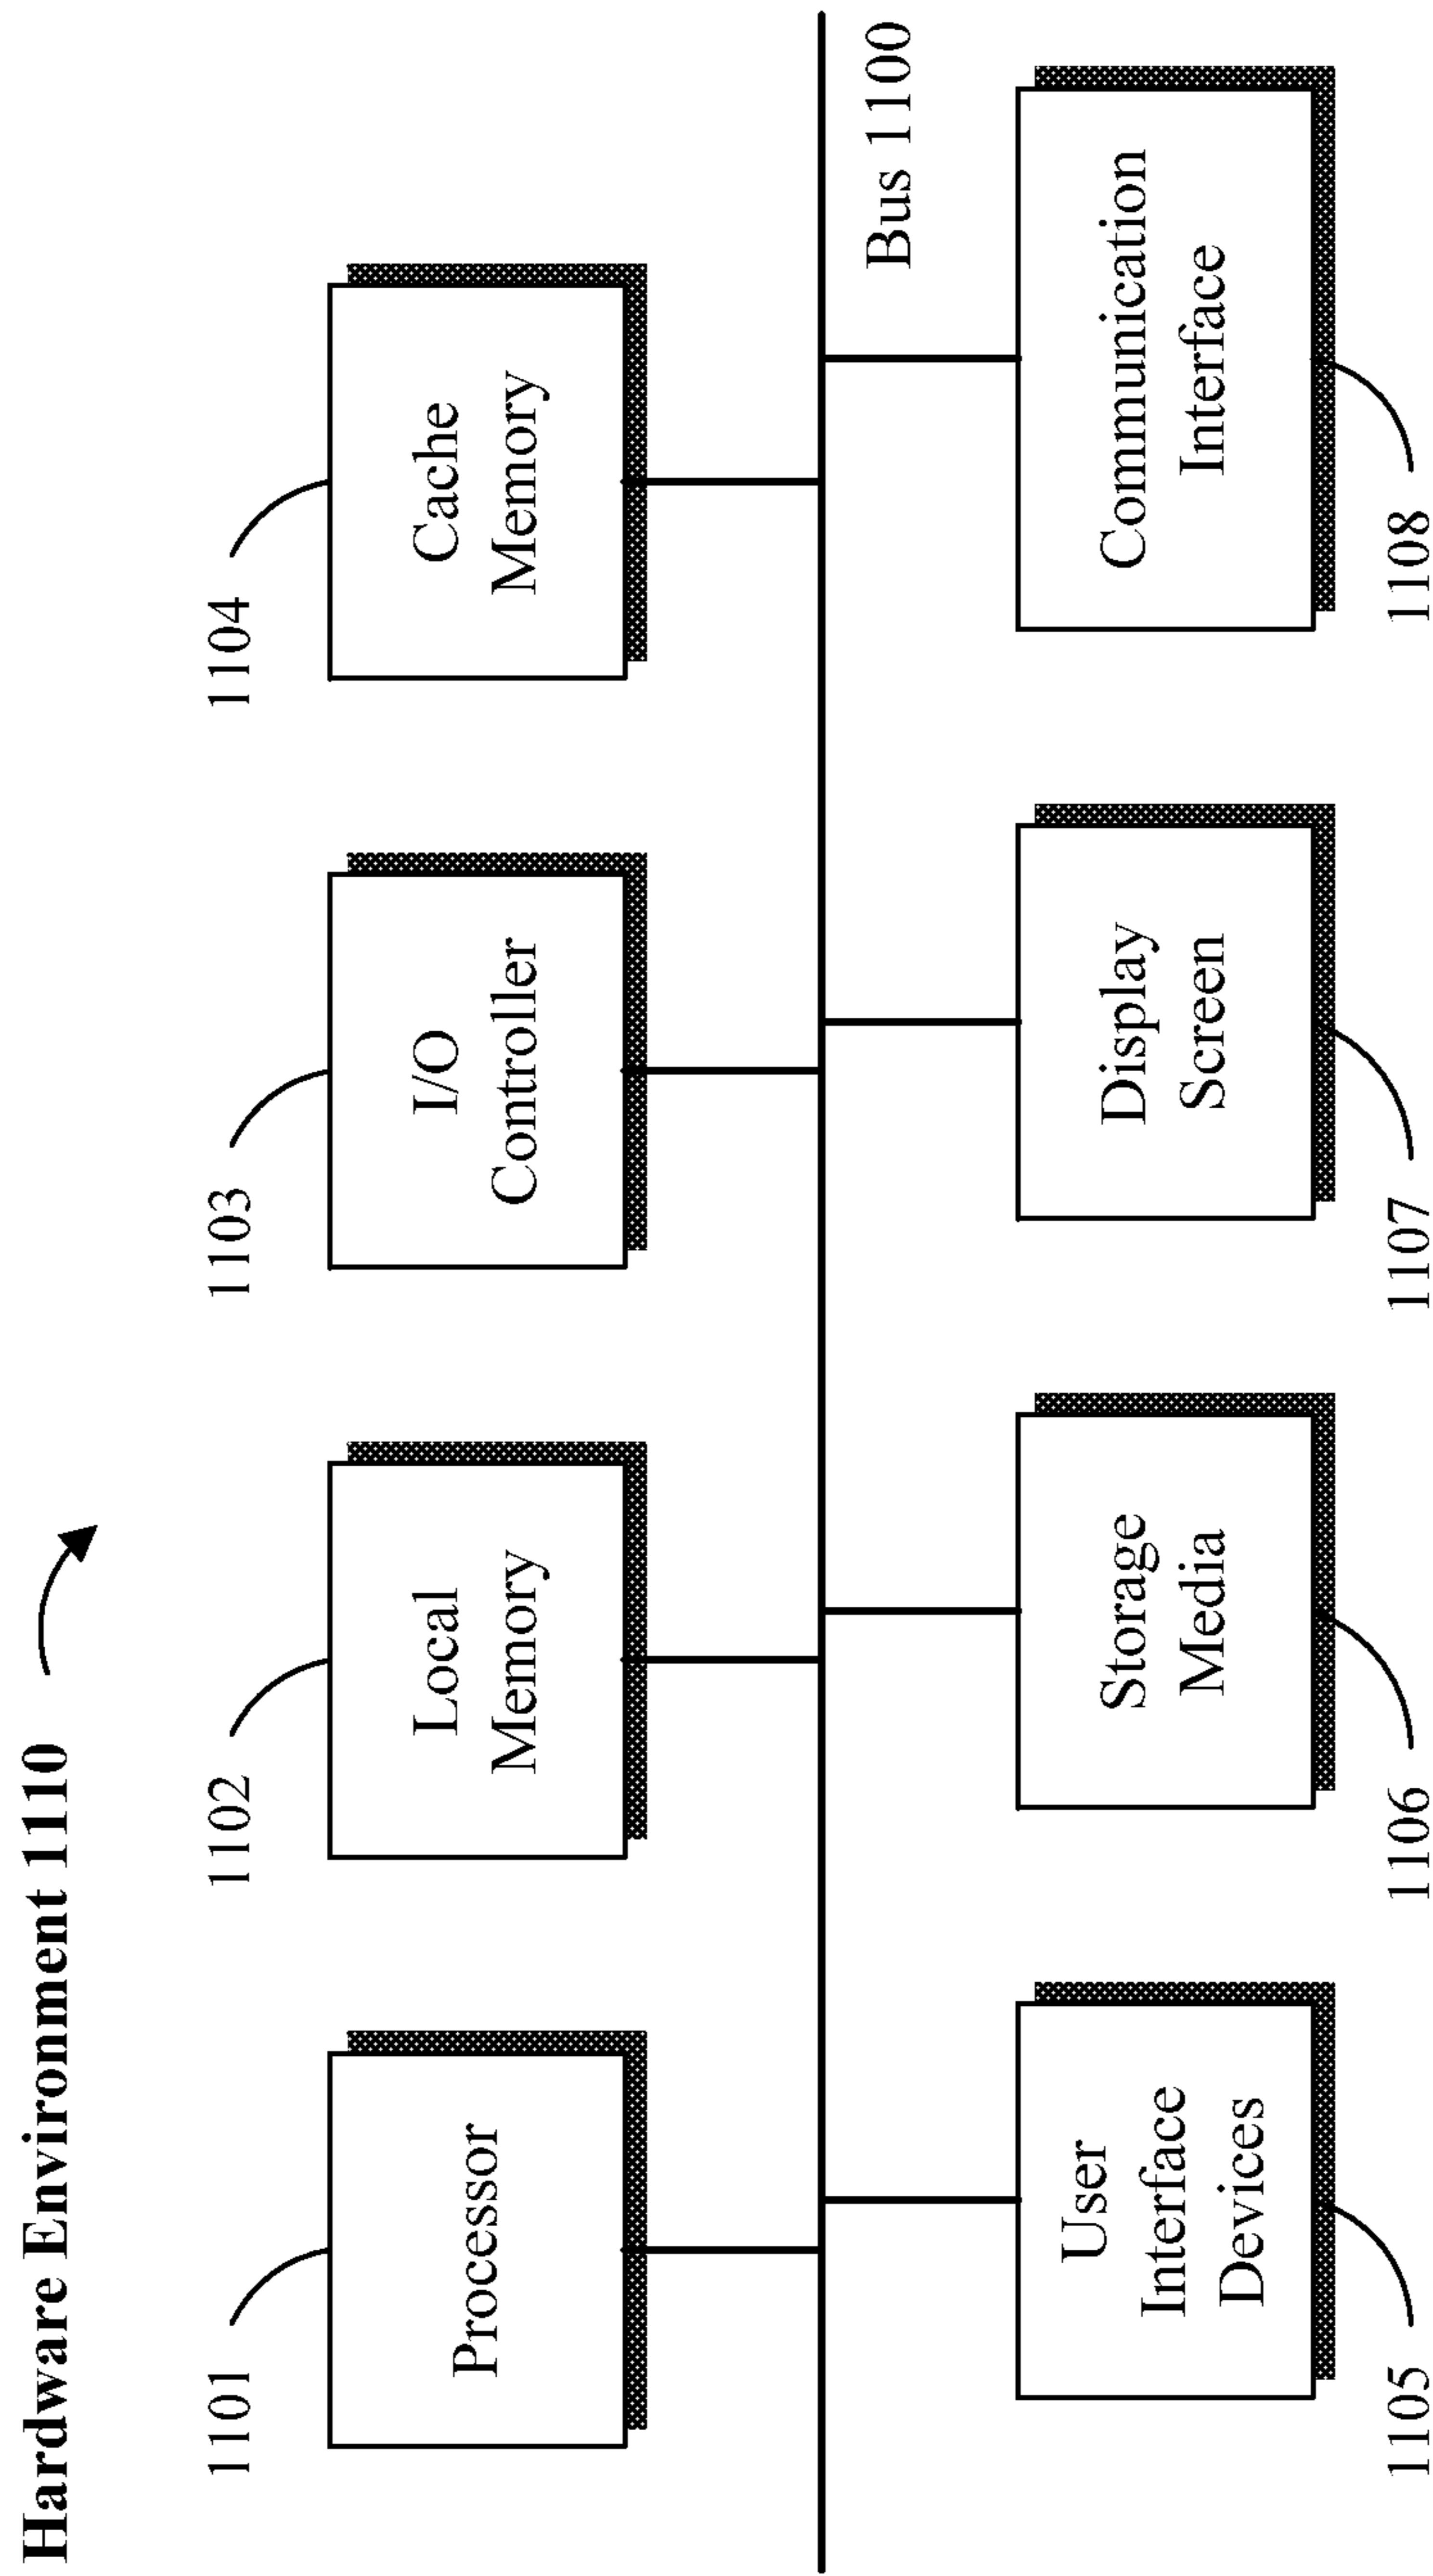 Hardware Environment 1110
1101
1102
1103
1104
Processor
Local
Memory
I/O
Controller
Cache
Memory
Bus 1100
User
Interface
Devices
Storage
Media
Display
Screen
Communication
Interface
1105
1106
1107
1108